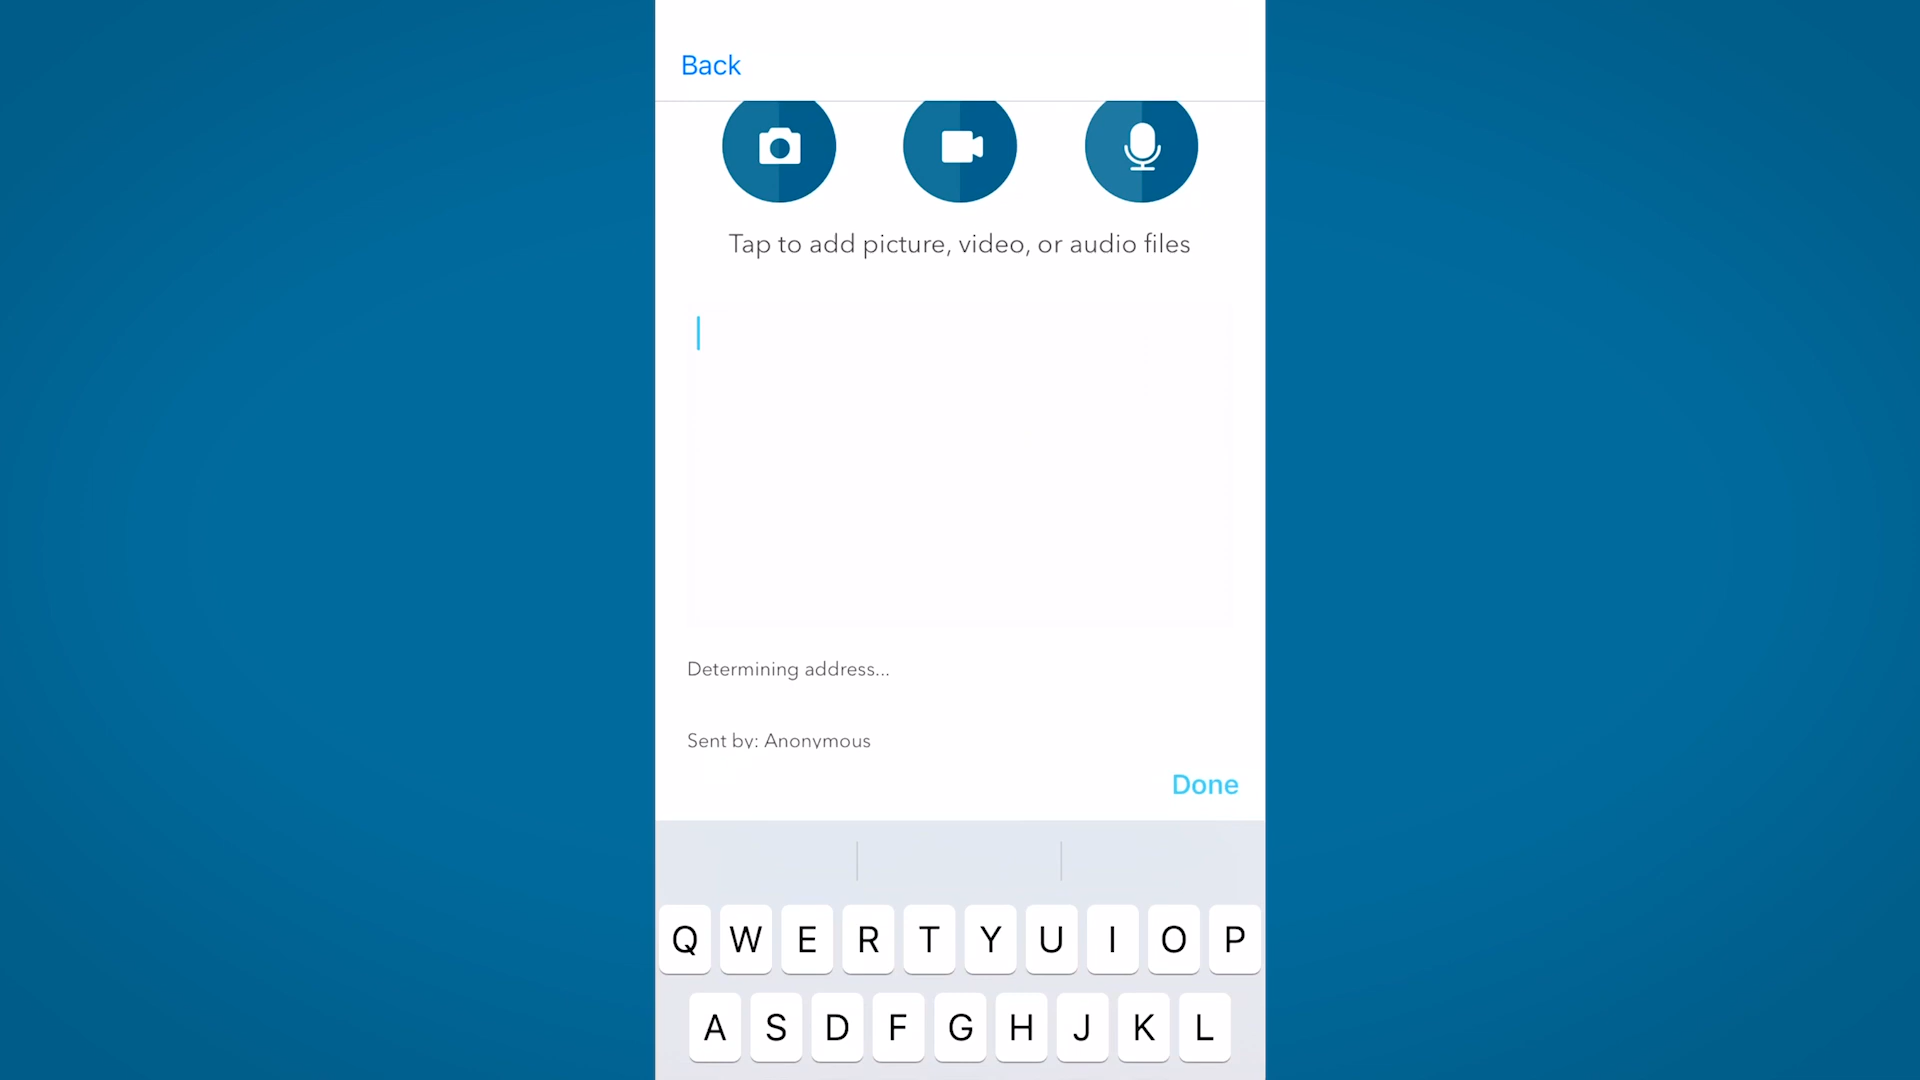 Back
Tap to add picture, video, or audio files
Determining address...
Sent by: Anonymous
Done
Q W E R T Y U I O P
A S D F G H J K L